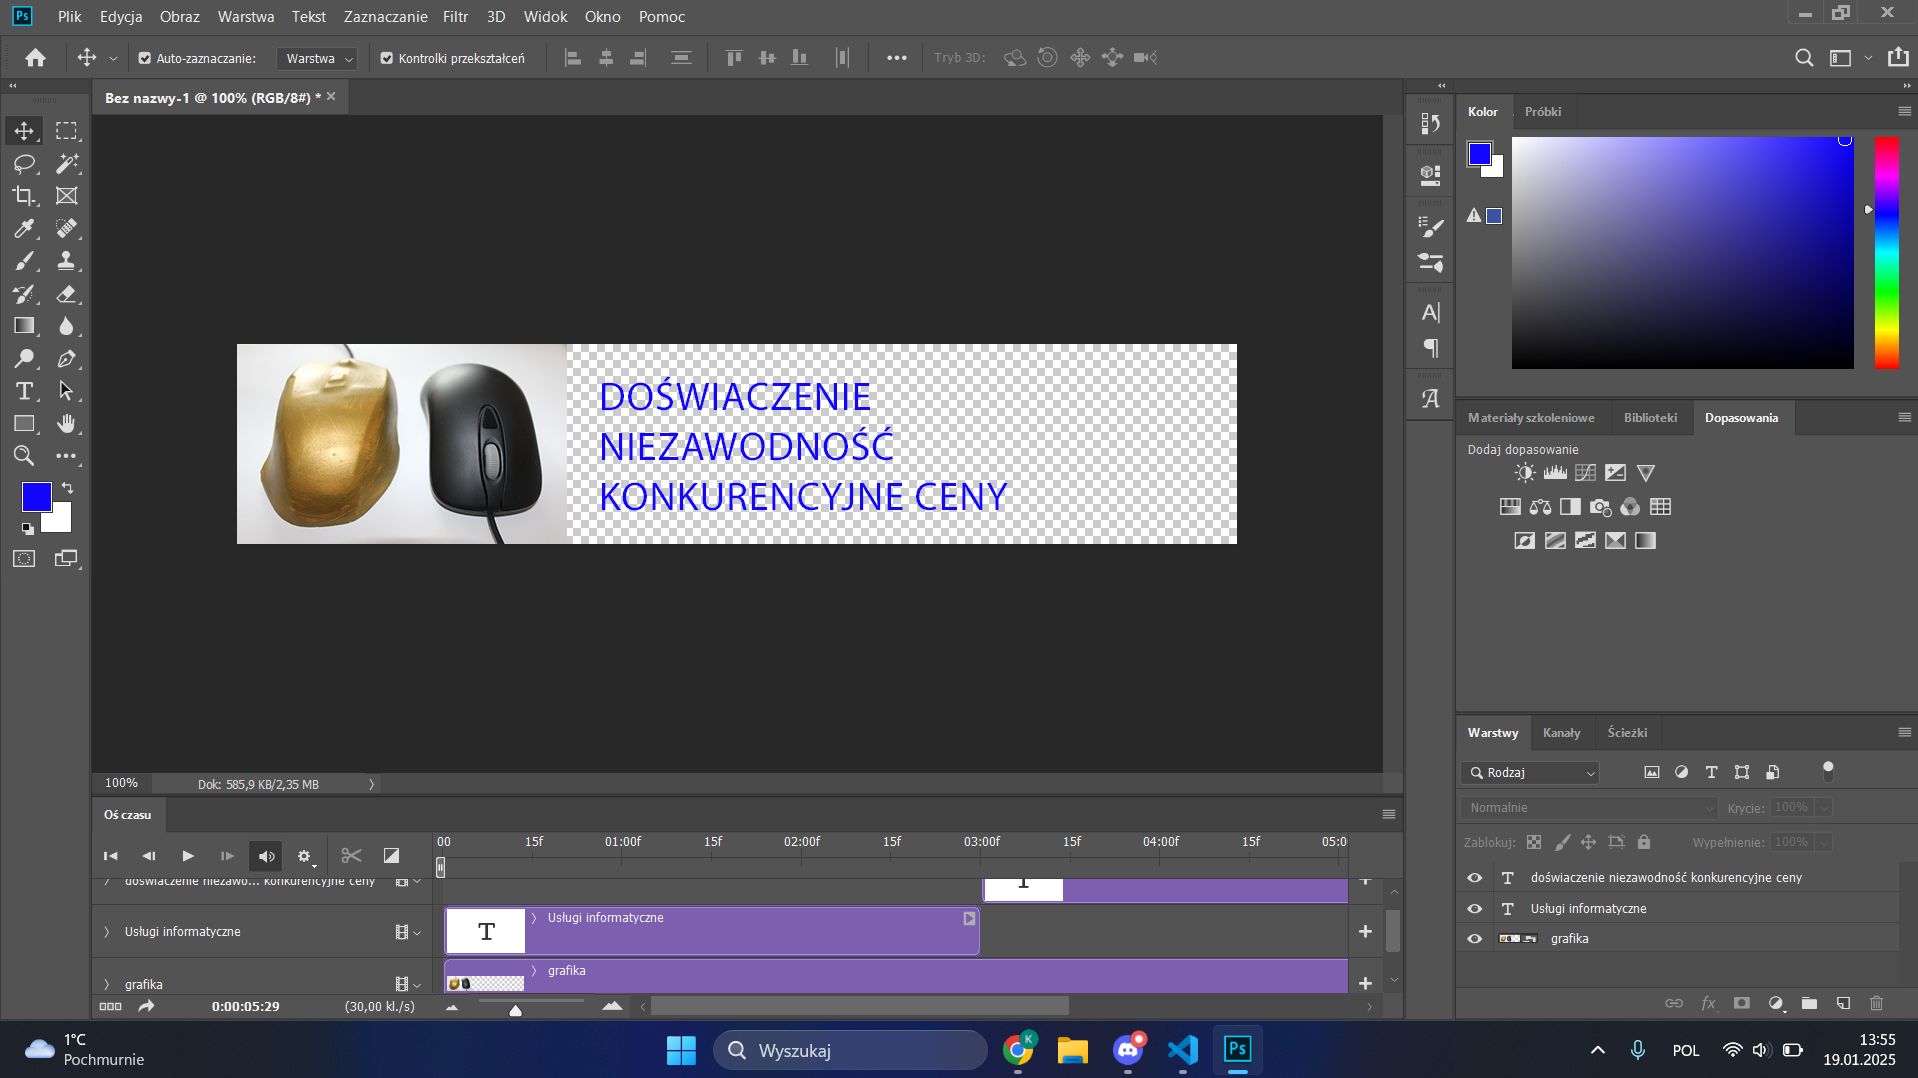 Ps Plik Edycja Obraz Warstwa Tekst Zaznaczanie Filtr 3D Widok Okno Pomoc
Auto-zaznaczanie: Warstwa Kontrolki przekształceń Tryb 3D:
Bez nazwy-1 @ 100% (RGB/8#) *
Kolor Próbki
DOŚWIACZENIE
NIEZAWODNOŚĆ
KONKURENCYJNE CENY
Materiały szkoleniowe Biblioteki Dopasowania
Dodaj dopasowanie
Warstwy Kanały Ścieżki
Rodzaj
Normalnie Krycie: 100%
Zablokuj: Wypełnienie: 100%
doświaczenie niezawodność konkurencyjne ceny
Usługi informatyczne
grafika
100% Dok: 585,9 KB/2,35 MB
Oś czasu
00 15f 01:00f 15f 02:00f 15f 03:00f 15f 04:00f 15f 05:0
doświaczenie niezawo... konkurencyjne ceny
Usługi informatyczne T Usługi informatyczne
grafika grafika
0:00:05:29 (30,00 kl./s)
1°C
Pochmurnie
Wyszukaj
K
Ps
POL
13:55
19.01.2025